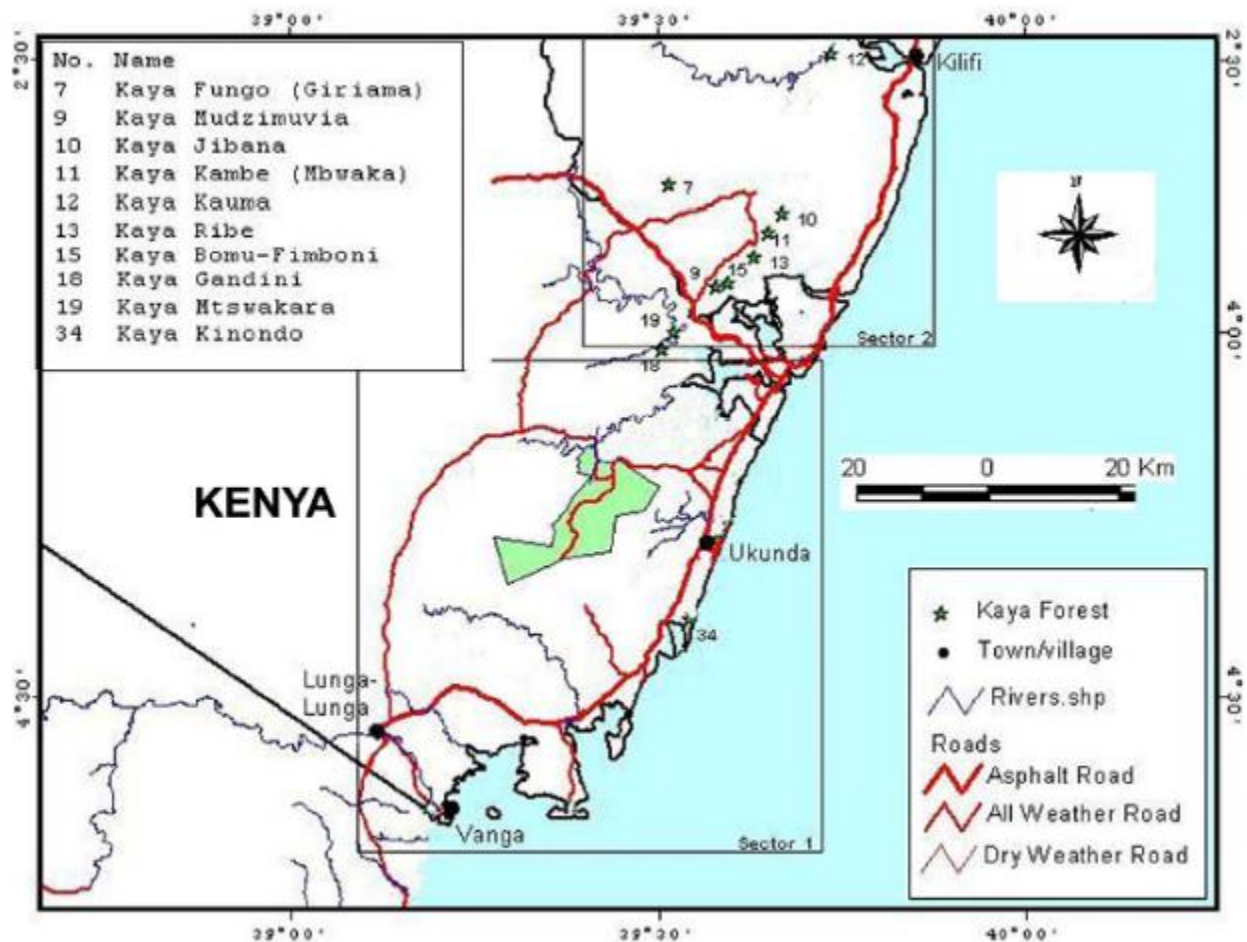 39°00' 39°30' 40°00'
2°30'
2°30'
No. Name
7 Kaya Fungo (Giriama)
9 Kaya Mudzimuvia
10 Kaya Jibana
11 Kaya Kambe (Mbwaka)
12 Kaya Kauma
13 Kaya Ribe
15 Kaya Bomu-Fimboni
18 Kaya Gandini
19 Kaya Mtswakara
34 Kaya Kinondo
12
Kilifi
7
10
11
13
9 15
19
18
Sector 2
4°00'
N
20 0 20 Km
KENYA
Ukunda
34
Lunga-
Lunga
Vanga
Sector 1
4°30'
4°30'
Kaya Forest
Town/village
Rivers.shp
Roads
Asphalt Road
All Weather Road
Dry Weather Road
39°00' 39°30' 40°00'